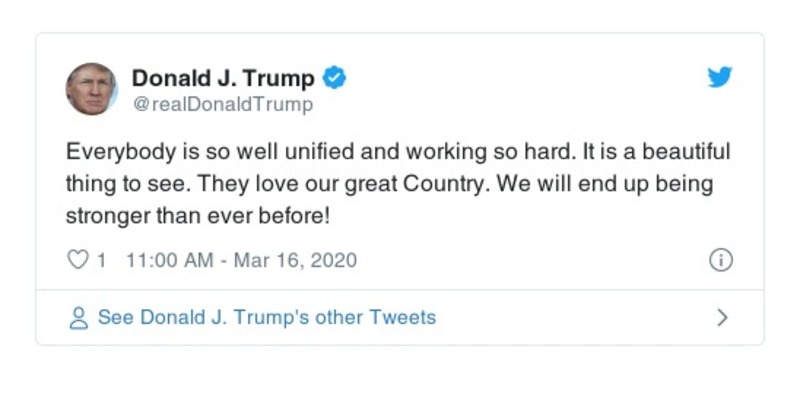 Donald J. Trump
@realDonaldTrump
Everybody is so well unified and working so hard. It is a beautiful
thing to see. They love our great Country. We will end up being
stronger than ever before!
1 11:00 AM - Mar 16, 2020
See Donald J. Trump's other Tweets